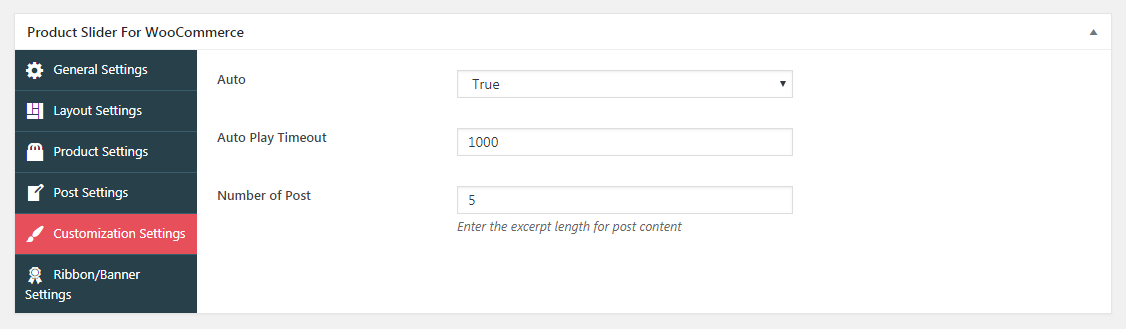 Product Slider For WooCommerce
General Settings
Layout Settings
Product Settings
Post Settings
Customization Settings
Ribbon/Banner
Settings
Auto
True
Auto Play Timeout
1000
Number of Post
5
Enter the excerpt length for post content